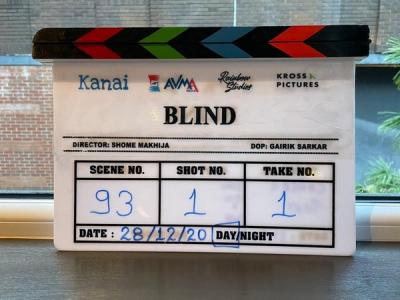 Kanai AVMA Rainbow Studios KROSS PICTURES
BLIND
DIRECTOR: SHOME MAKHIJA DOP: GAIRIK SARKAR
SCENE NO. SHOT NO. TAKE NO.
93 1 1
DATE : 28/12/20 DAY/NIGHT